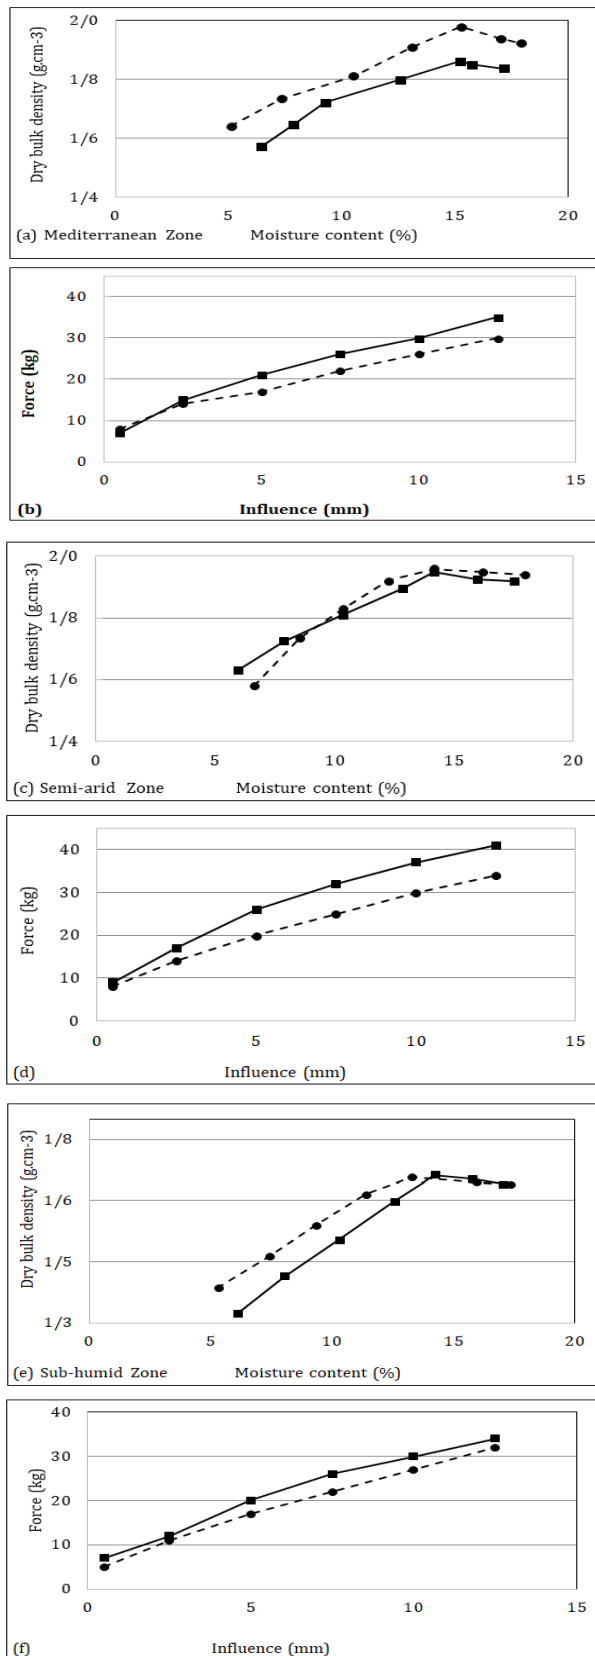 Dry bulk density (g.cm-3)
2/0
1/8
1/6
1/4
0 5 10 15 20
(a) Mediterranean Zone Moisture content (%)
Force (kg)
40
30
20
10
0
0 5 10 15
(b) Influence (mm)
Dry bulk density (g.cm-3)
2/0
1/8
1/6
1/4
0 5 10 15 20
(c) Semi-arid Zone Moisture content (%)
Force (kg)
40
30
20
10
0
0 5 10 15
(d) Influence (mm)
Dry bulk density (g.cm-3)
1/8
1/6
1/5
1/3
0 5 10 15 20
(e) Sub-humid Zone Moisture content (%)
Force (kg)
40
30
20
10
0
0 5 10 15
(f) Influence (mm)